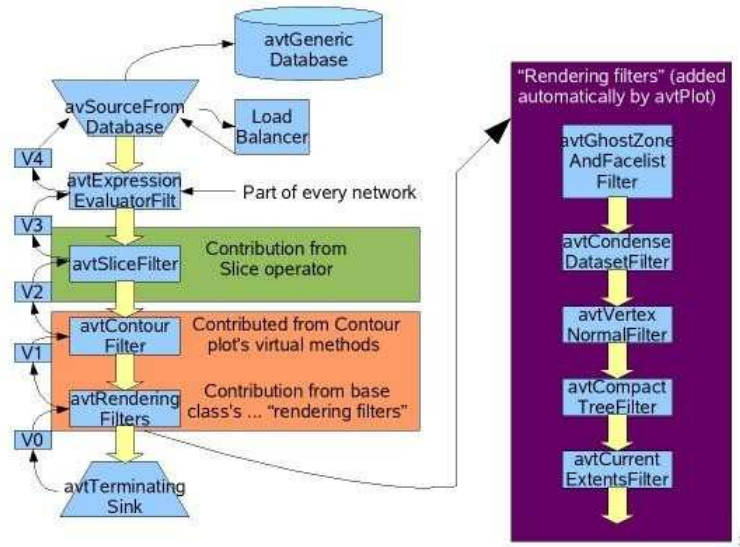 avtGeneric
Database
avSourceFrom
Database
Load
Balancer
V4
avtExpression
EvaluatorFilt
Part of every network
V3
Contribution from
Slice operator
avtSliceFilter
V2
avtContour
Filter
Contributed from Contour
plot's virtual methods
V1
avtRendering
Filters
Contribution from base
class's ... “rendering filters”
V0
avtTerminating
Sink
“Rendering filters” (added
automatically by avtPlot)
avtGhostZone
AndFacelist
Filter
avtCondense
DatasetFilter
avtVertex
NormalFilter
avtCompact
TreeFilter
avtCurrent
ExtentsFilter